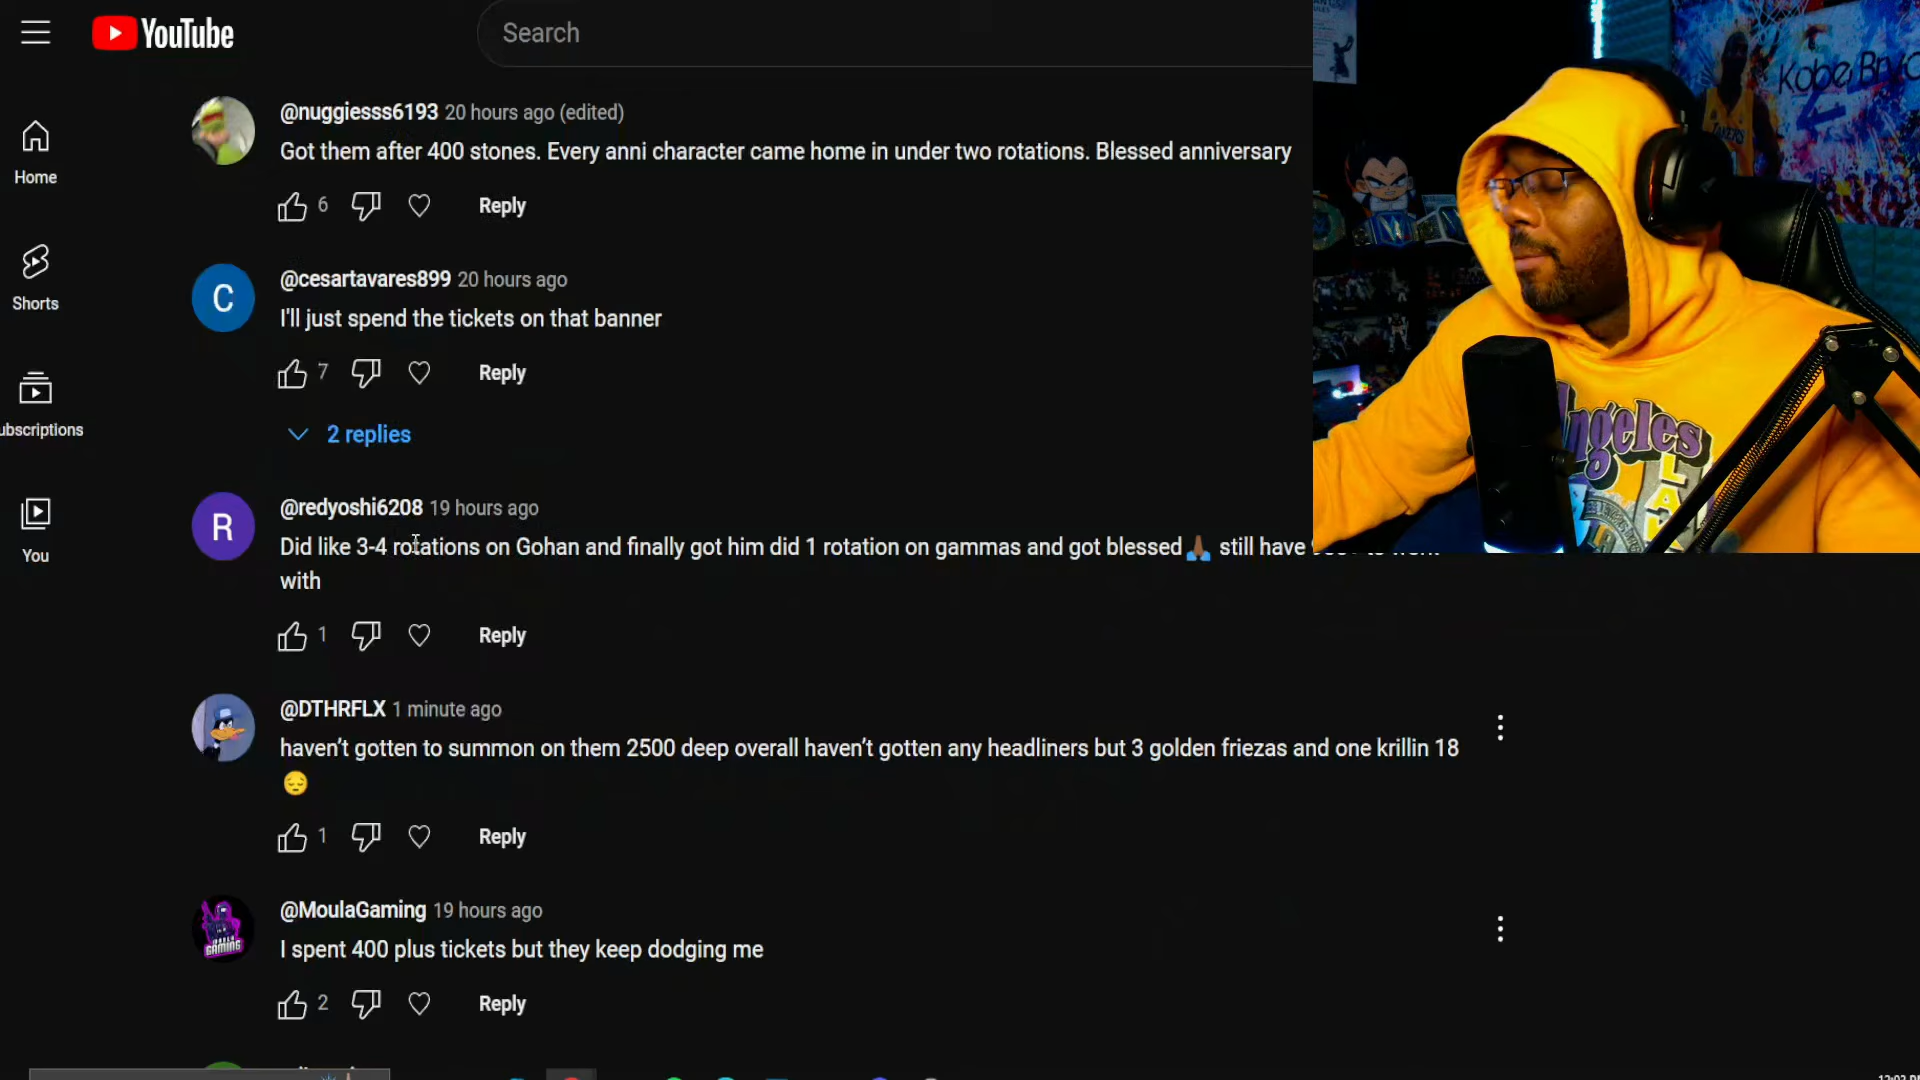 YouTube
Search
Kobe Bry
@nuggiesss6193 20 hours ago (edited)
Got them after 400 stones. Every anni character came home in under two rotations. Blessed anniversary
6
Reply
Home
@cesartavares899 20 hours ago
C
I'll just spend the tickets on that banner
Shorts
7
Reply
ubscriptions
2 replies
Angeles
@redyoshi6208 19 hours ago
R
Did like 3-4 rotations on Gohan and finally got him did 1 rotation on gammas and got blessed🙏🏾 still have
with
You
1
Reply
@DTHRFLX 1 minute ago
haven’t gotten to summon on them 2500 deep overall haven’t gotten any headliners but 3 golden friezas and one krillin 18
😔
1
Reply
@MoulaGaming 19 hours ago
GAMING
I spent 400 plus tickets but they keep dodging me
2
Reply